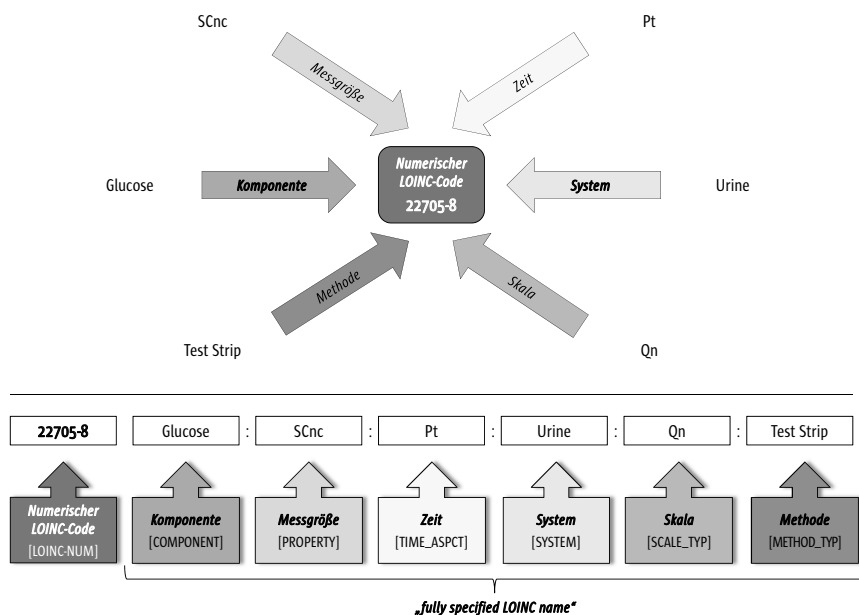 SCnc
Pt
Messgröße
Zeit
Glucose
Komponente
Numerischer
LOINC-Code
22705-8
System
Urine
Methode
Skala
Test Strip
Qn
22705-8 Glucose : SCnc : Pt : Urine : Qn : Test Strip
Numerischer
LOINC-Code
[LOINC-NUM]
Komponente
[COMPONENT]
Messgröße
[PROPERTY]
Zeit
[TIME_ASPCT]
System
[SYSTEM]
Skala
[SCALE_TYP]
Methode
[METHOD_TYP]
„fully specified LOINC name“